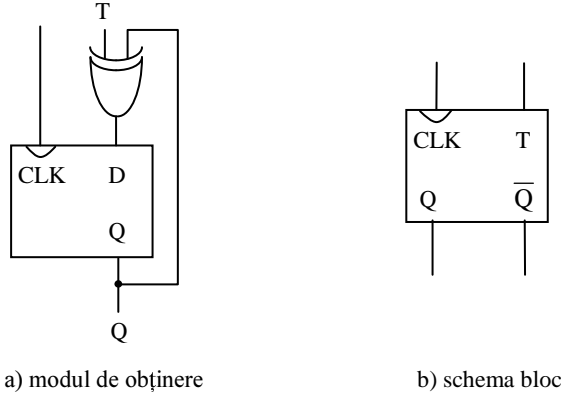 T
CLK D
Q
Q
a) modul de obținere
CLK T
Q Q̅
b) schema bloc